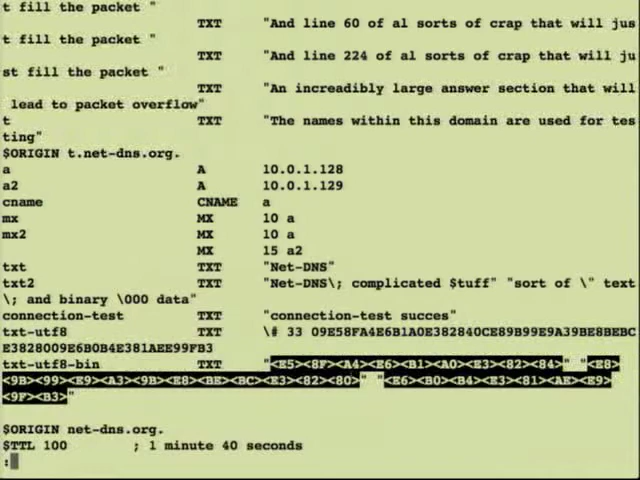 t fill the packet "
TXT "And line 60 of al sorts of crap that will jus
t fill the packet "
TXT "And line 224 of al sorts of crap that will ju
st fill the packet "
TXT "An increadibly large answer section that will
lead to packet overflow"
t TXT "The names within this domain are used for tes
ting"
$ORIGIN t.net-dns.org.
a A 10.0.1.128
a2 A 10.0.1.129
cname CNAME a
mx MX 10 a
mx2 MX 10 a
MX 15 a2
txt TXT "Net-DNS"
txt2 TXT "Net-DNS\; complicated $tuff" "sort of \" text
\; and binary \000 data"
connection-test TXT "connection-test succes"
txt-utf8 TXT \# 33 09E58FA4E6B1A0E382840CE89B99E9A39BE8BEBC
E3828009E6B0B4E381AEE99FB3
txt-utf8-bin TXT "<E5><8F><A4><E6><B1><A0><E3><82><84>" "<E8>
<9B><99><E9><A3><9B><E8><BE><BC><E3><82><80>" "<E6><B0><B4><E3><81><AE><E9>
<9F><B3>"
$ORIGIN net-dns.org.
$TTL 100 ; 1 minute 40 seconds
: